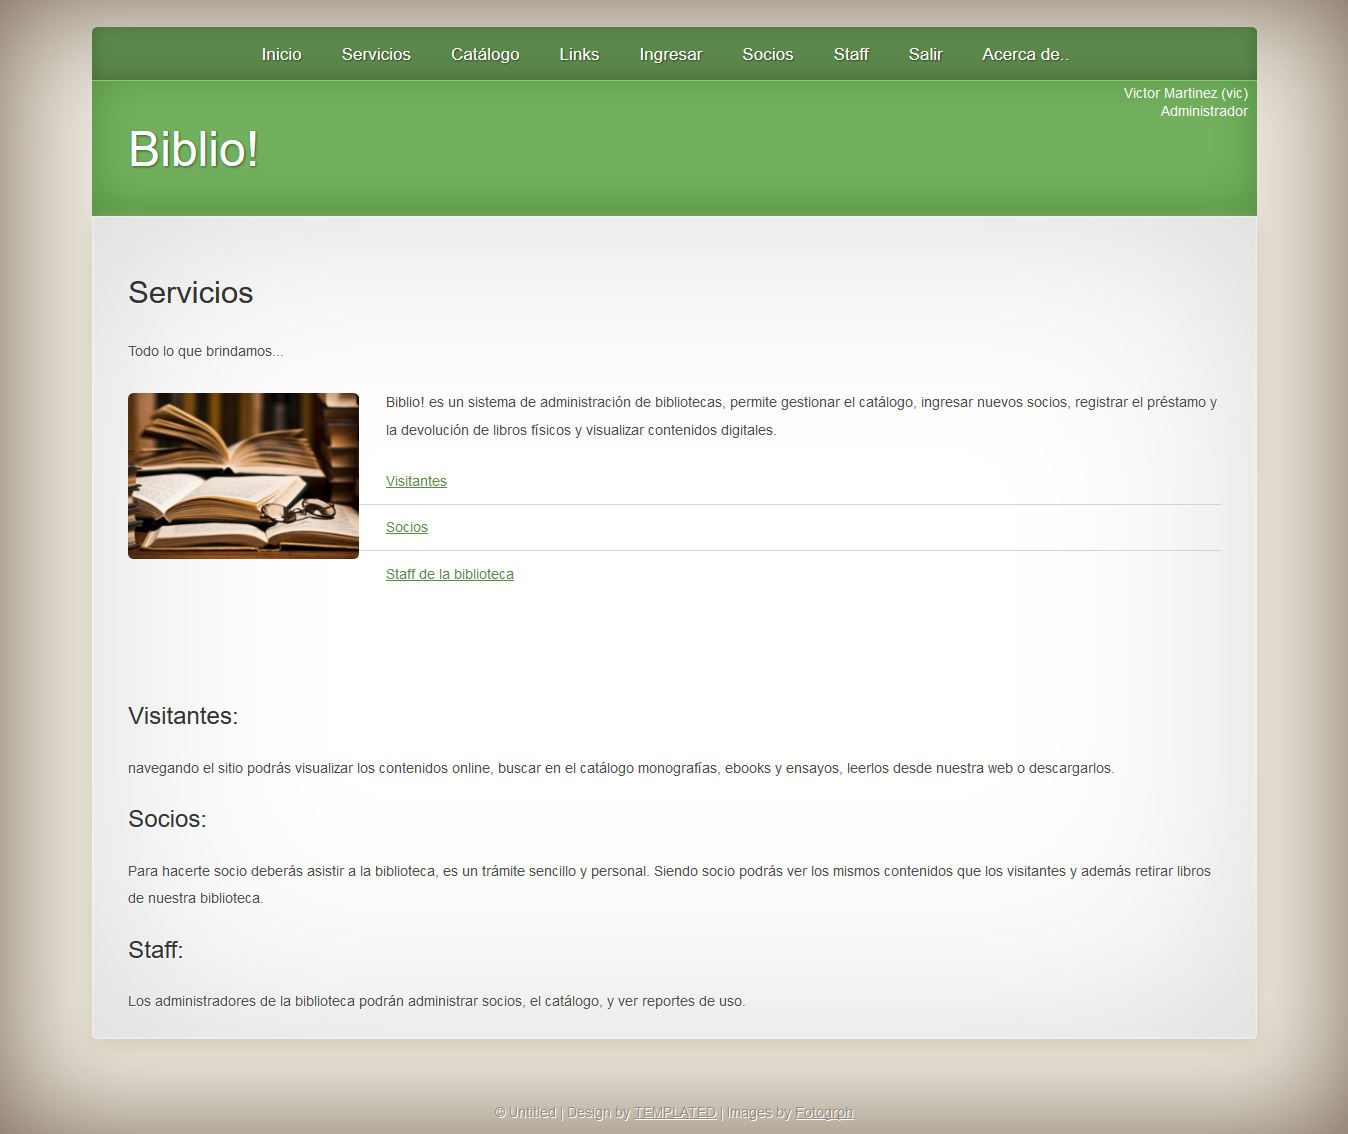 Inicio Servicios Catálogo Links Ingresar Socios Staff Salir Acerca de..
Victor Martinez (vic)
Administrador
Biblio!
Servicios
Todo lo que brindamos...
Biblio! es un sistema de administración de bibliotecas, permite gestionar el catálogo, ingresar nuevos socios, registrar el préstamo y
la devolución de libros físicos y visualizar contenidos digitales.
Visitantes
Socios
Staff de la biblioteca
Visitantes:
navegando el sitio podrás visualizar los contenidos online, buscar en el catálogo monografías, ebooks y ensayos, leerlos desde nuestra web o descargarlos.
Socios:
Para hacerte socio deberás asistir a la biblioteca, es un trámite sencillo y personal. Siendo socio podrás ver los mismos contenidos que los visitantes y además retirar libros
de nuestra biblioteca.
Staff:
Los administradores de la biblioteca podrán administrar socios, el catálogo, y ver reportes de uso.
© Untitled | Design by TEMPLATED | Images by Fotogrph